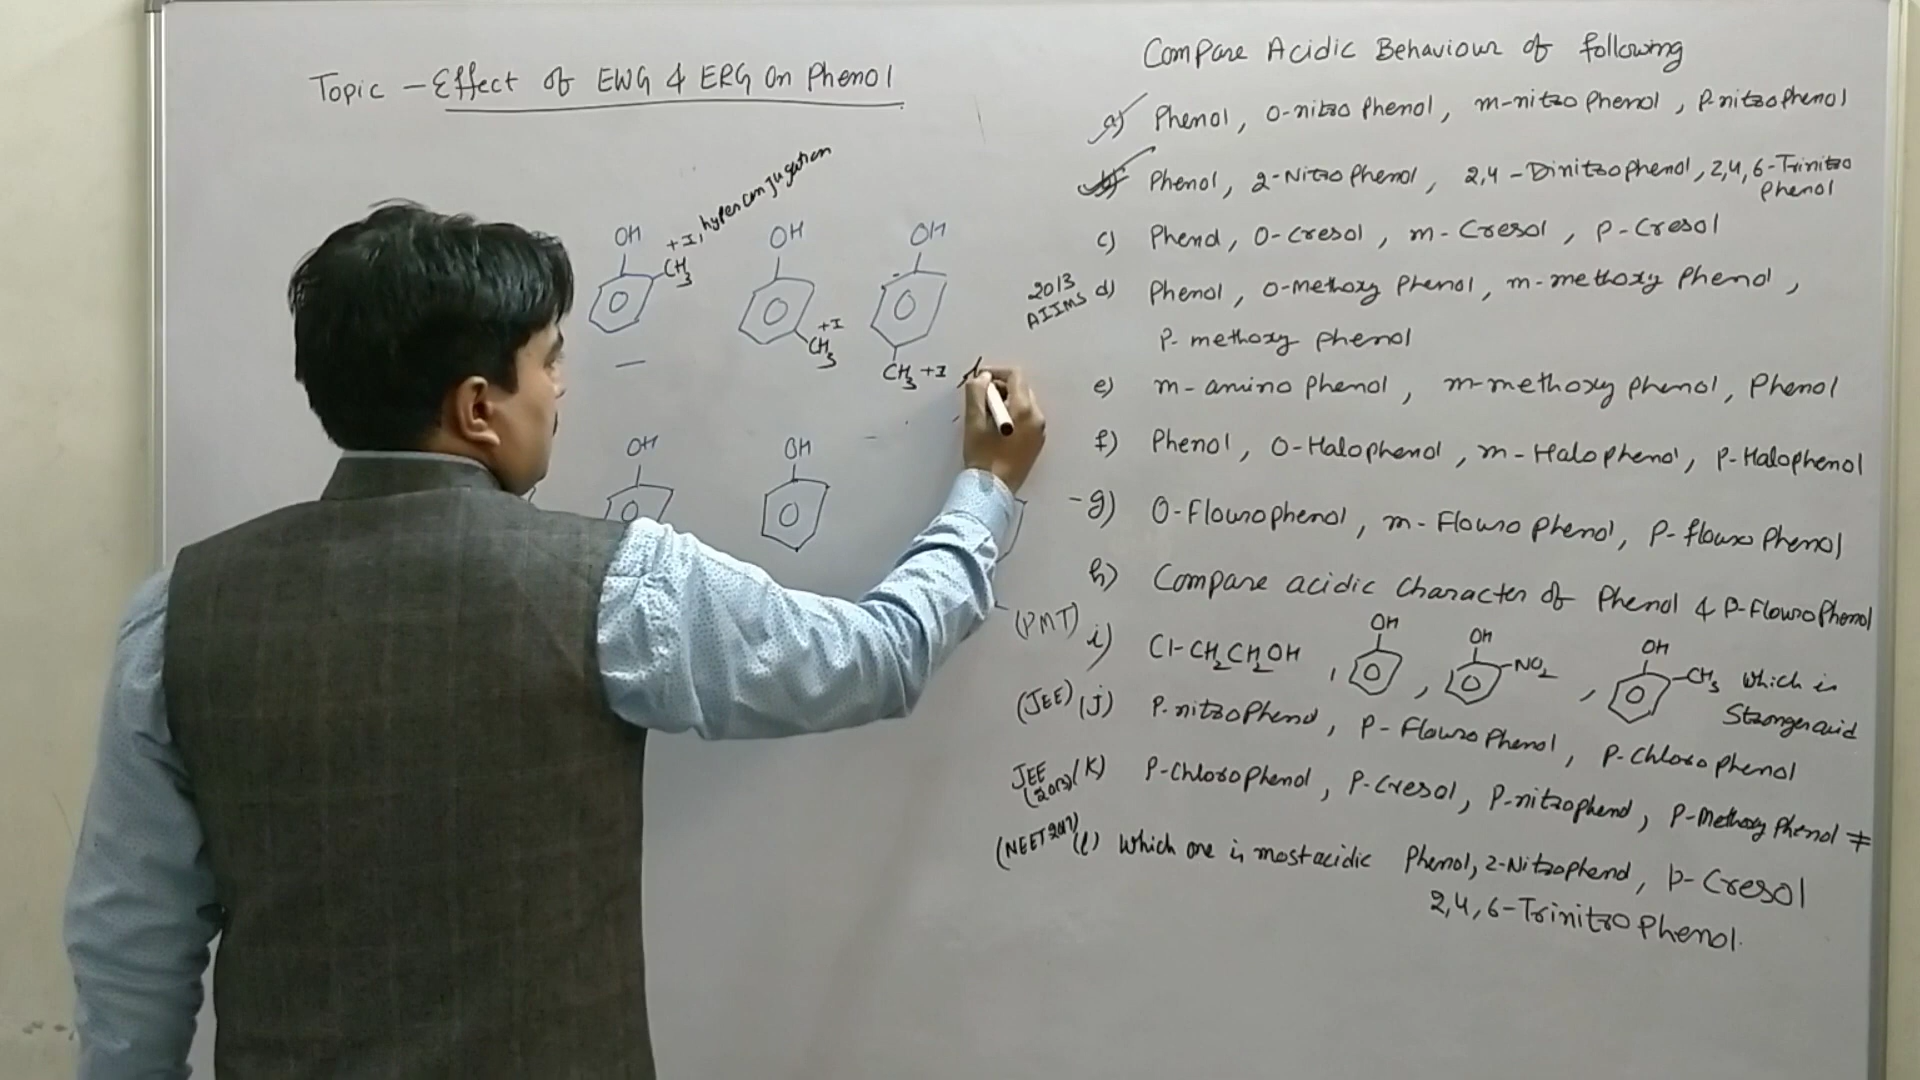 Topic - Effect of EWG & ERG On Phenol
+I, hyperconjugation
OH
CH3
OH
+I
CH3
OH
CH3 +I
OH
OH
Compare Acidic Behaviour of following
a) Phenol, O-nitro phenol, m-nitro phenol, P-nitrophenol
b) Phenol, 2-Nitro phenol, 2,4-Dinitrophenol, 2,4,6-Trinitro
phenol
c) Phenol, O-Cresol, m-Cresol, p-Cresol
2013
AIIMS d) Phenol, O-methoxy Phenol, m-methoxy phenol,
P-methoxy phenol
e) m-amino phenol, m-methoxy phenol, Phenol
f) Phenol, O-Halophenol, m-Halophenol, p-Halophenol
-g) O-Flourophenol, m-Flouro phenol, P-flouro phenol
h) Compare acidic Character of Phenol & P-Flourophenol
(PMT) i) Cl-CH2CH2OH, OH, OH NO2, OH CH3 which is
Stronger acid
(JEE) (j) P-nitrophenol, P-Flourophenol, P-Chlorophenol
JEE
(2013) (K) P-Chlorophenol, P-Cresol, P-nitrophenol, P-Methoxy Phenol ≠
(NEET 2017) (l) Which one is most acidic Phenol, 2-Nitrophenol, p-Cresol
2,4,6-Trinitro phenol.